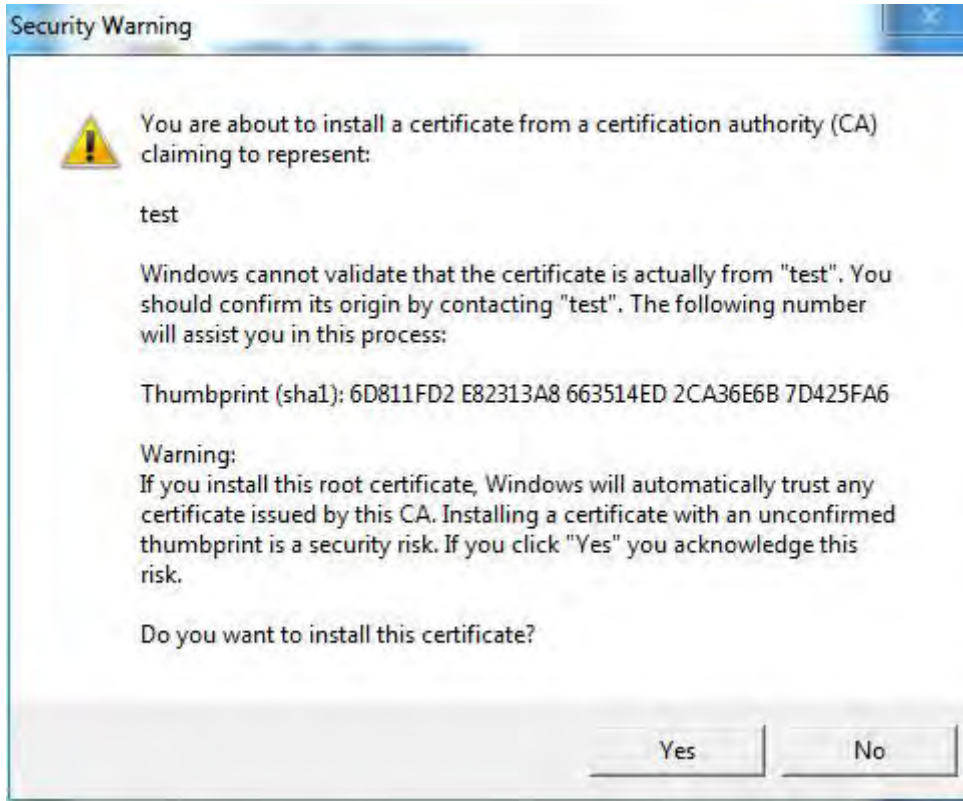 Security Warning
You are about to install a certificate from a certification authority (CA)
claiming to represent:
test
Windows cannot validate that the certificate is actually from "test". You
should confirm its origin by contacting "test". The following number
will assist you in this process:
Thumbprint (sha1): 6D811FD2 E82313A8 663514ED 2CA36E6B 7D425FA6
Warning:
If you install this root certificate, Windows will automatically trust any
certificate issued by this CA. Installing a certificate with an unconfirmed
thumbprint is a security risk. If you click "Yes" you acknowledge this
risk.
Do you want to install this certificate?
Yes No